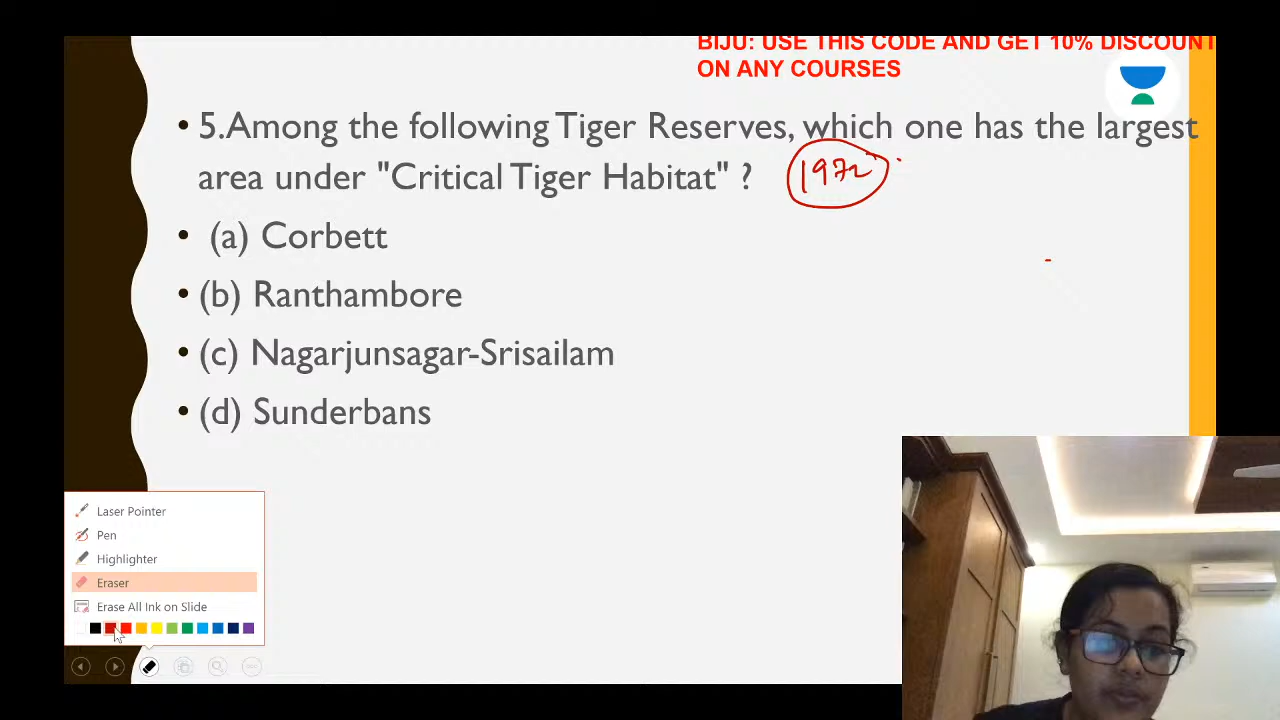 BIJU: USE THIS CODE AND GET 10% DISCOUNT
ON ANY COURSES
• 5.Among the following Tiger Reserves, which one has the largest
area under "Critical Tiger Habitat" ?
1972
• (a) Corbett
• (b) Ranthambore
• (c) Nagarjunsagar-Srisailam
• (d) Sunderbans
Laser Pointer
Pen
Highlighter
Eraser
Erase All Ink on Slide